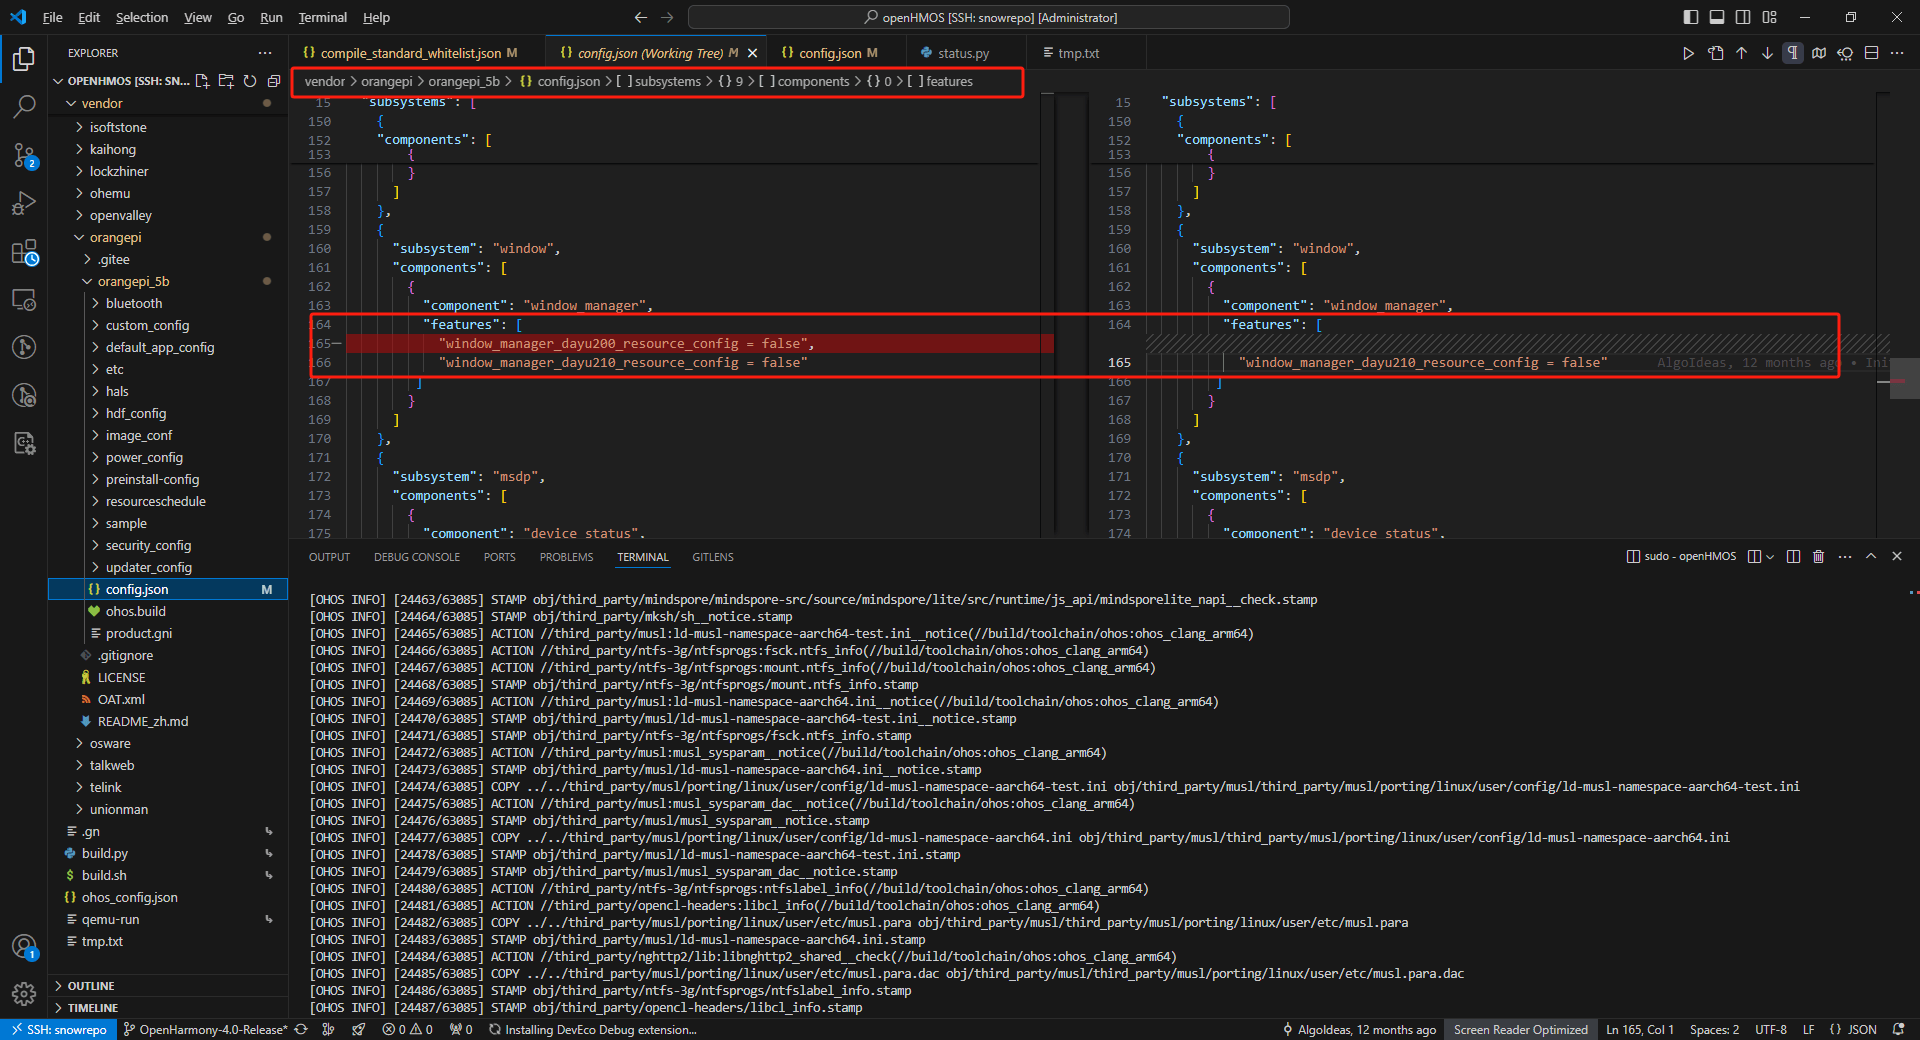 File Edit Selection View Go Run Terminal Help
openHMOS [SSH: snowrepo] [Administrator]
EXPLORER
OPENHMOS [SSH: SN...
vendor
isoftstone
kaihong
lockzhiner
ohemu
openvalley
orangepi
.gitee
orangepi_5b
bluetooth
custom_config
default_app_config
etc
hals
hdf_config
image_conf
power_config
preinstall-config
resourceschedule
sample
security_config
updater_config
config.json M
ohos.build
product.gni
.gitignore
LICENSE
OAT.xml
README_zh.md
osware
talkweb
telink
unionman
.gn
build.py
build.sh
ohos_config.json
qemu-run
tmp.txt
OUTLINE
TIMELINE
compile_standard_whitelist.json M
config.json (Working Tree) M
config.json M
status.py
tmp.txt
vendor > orangepi > orangepi_5b > {} config.json > [ ] subsystems > {} 9 > [ ] components > {} 0 > [ ] features
15 "subsystems": [
150 {
152 "components": [
153 {
156 }
157 ]
158 },
159 {
160 "subsystem": "window",
161 "components": [
162 {
163 "component": "window_manager",
164 "features": [
165 "window_manager_dayu200_resource_config = false",
166 "window_manager_dayu210_resource_config = false"
167 ]
168 }
169 ]
170 },
171 {
172 "subsystem": "msdp",
173 "components": [
174 {
175 "component": "device_status",
15 "subsystems": [
150 {
152 "components": [
153 {
156 }
157 ]
158 },
159 {
160 "subsystem": "window",
161 "components": [
162 {
163 "component": "window_manager",
164 "features": [
165 "window_manager_dayu210_resource_config = false" AlgoIdeas, 12 months ago • Ini
166 ]
167 }
168 ]
169 },
170 {
171 "subsystem": "msdp",
172 "components": [
173 {
174 "component": "device_status",
OUTPUT DEBUG CONSOLE PORTS PROBLEMS TERMINAL GITLENS
sudo - openHMOS
[OHOS INFO] [24463/63085] STAMP obj/third_party/mindspore/mindspore-src/source/mindspore/lite/src/runtime/js_api/mindsporelite_napi__check.stamp
[OHOS INFO] [24464/63085] STAMP obj/third_party/mksh/sh__notice.stamp
[OHOS INFO] [24465/63085] ACTION //third_party/musl:ld-musl-namespace-aarch64-test.ini__notice(//build/toolchain/ohos:ohos_clang_arm64)
[OHOS INFO] [24466/63085] ACTION //third_party/ntfs-3g/ntfsprogs:fsck.ntfs_info(//build/toolchain/ohos:ohos_clang_arm64)
[OHOS INFO] [24467/63085] ACTION //third_party/ntfs-3g/ntfsprogs:mount.ntfs_info(//build/toolchain/ohos:ohos_clang_arm64)
[OHOS INFO] [24468/63085] STAMP obj/third_party/ntfs-3g/ntfsprogs/mount.ntfs_info.stamp
[OHOS INFO] [24469/63085] ACTION //third_party/musl:ld-musl-namespace-aarch64.ini__notice(//build/toolchain/ohos:ohos_clang_arm64)
[OHOS INFO] [24470/63085] STAMP obj/third_party/musl/ld-musl-namespace-aarch64-test.ini__notice.stamp
[OHOS INFO] [24471/63085] STAMP obj/third_party/ntfs-3g/ntfsprogs/fsck.ntfs_info.stamp
[OHOS INFO] [24472/63085] ACTION //third_party/musl:musl_sysparam__notice(//build/toolchain/ohos:ohos_clang_arm64)
[OHOS INFO] [24473/63085] STAMP obj/third_party/musl/ld-musl-namespace-aarch64.ini__notice.stamp
[OHOS INFO] [24474/63085] COPY ../../third_party/musl/porting/linux/user/config/ld-musl-namespace-aarch64-test.ini obj/third_party/musl/third_party/musl/porting/linux/user/config/ld-musl-namespace-aarch64-test.ini
[OHOS INFO] [24475/63085] ACTION //third_party/musl:musl_sysparam_dac__notice(//build/toolchain/ohos:ohos_clang_arm64)
[OHOS INFO] [24476/63085] STAMP obj/third_party/musl/musl_sysparam__notice.stamp
[OHOS INFO] [24477/63085] COPY ../../third_party/musl/porting/linux/user/config/ld-musl-namespace-aarch64.ini obj/third_party/musl/third_party/musl/porting/linux/user/config/ld-musl-namespace-aarch64.ini
[OHOS INFO] [24478/63085] STAMP obj/third_party/musl/ld-musl-namespace-aarch64-test.ini.stamp
[OHOS INFO] [24479/63085] STAMP obj/third_party/musl/musl_sysparam_dac__notice.stamp
[OHOS INFO] [24480/63085] ACTION //third_party/ntfs-3g/ntfsprogs:ntfslabel_info(//build/toolchain/ohos:ohos_clang_arm64)
[OHOS INFO] [24481/63085] ACTION //third_party/opencl-headers:libcl_info(//build/toolchain/ohos:ohos_clang_arm64)
[OHOS INFO] [24482/63085] COPY ../../third_party/musl/porting/linux/user/etc/musl.para obj/third_party/musl/third_party/musl/porting/linux/user/etc/musl.para
[OHOS INFO] [24483/63085] STAMP obj/third_party/musl/ld-musl-namespace-aarch64.ini.stamp
[OHOS INFO] [24484/63085] ACTION //third_party/nghttp2/lib:libnghttp2_shared__check(//build/toolchain/ohos:ohos_clang_arm64)
[OHOS INFO] [24485/63085] COPY ../../third_party/musl/porting/linux/user/etc/musl.para.dac obj/third_party/musl/third_party/musl/porting/linux/user/etc/musl.para.dac
[OHOS INFO] [24486/63085] STAMP obj/third_party/ntfs-3g/ntfsprogs/ntfslabel_info.stamp
[OHOS INFO] [24487/63085] STAMP obj/third_party/opencl-headers/libcl_info.stamp
SSH: snowrepo OpenHarmony-4.0-Release* 0 0 0 Installing DevEco Debug extension... AlgoIdeas, 12 months ago Screen Reader Optimized Ln 165, Col 1 Spaces: 2 UTF-8 LF {} JSON